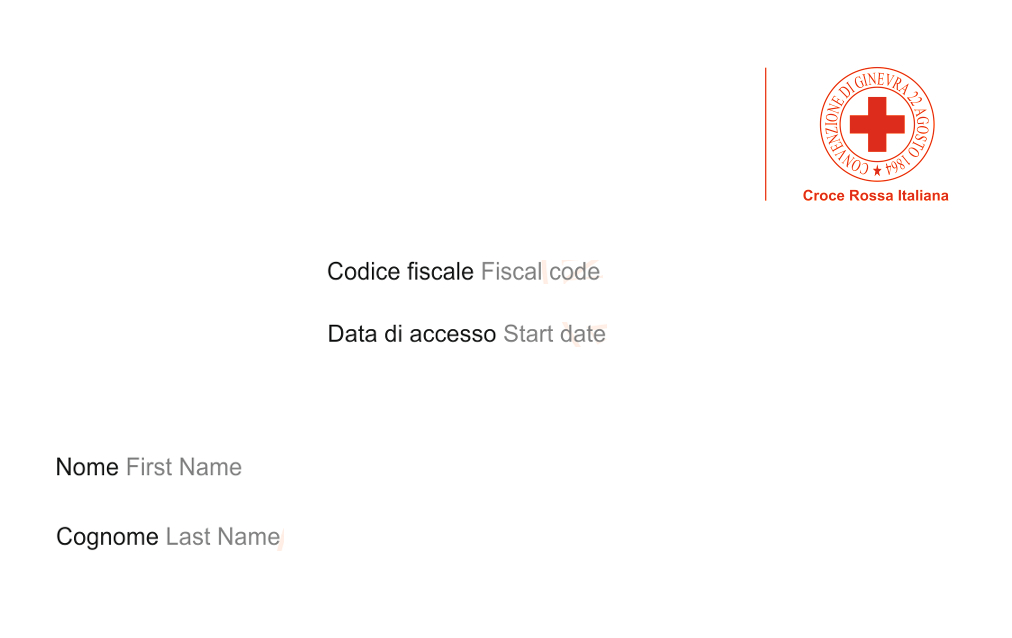 CONVENZIONE DI GINEVRA 22 AGOSTO 1864
Croce Rossa Italiana
Codice fiscale Fiscal code
Data di accesso Start date
Nome First Name
Cognome Last Name